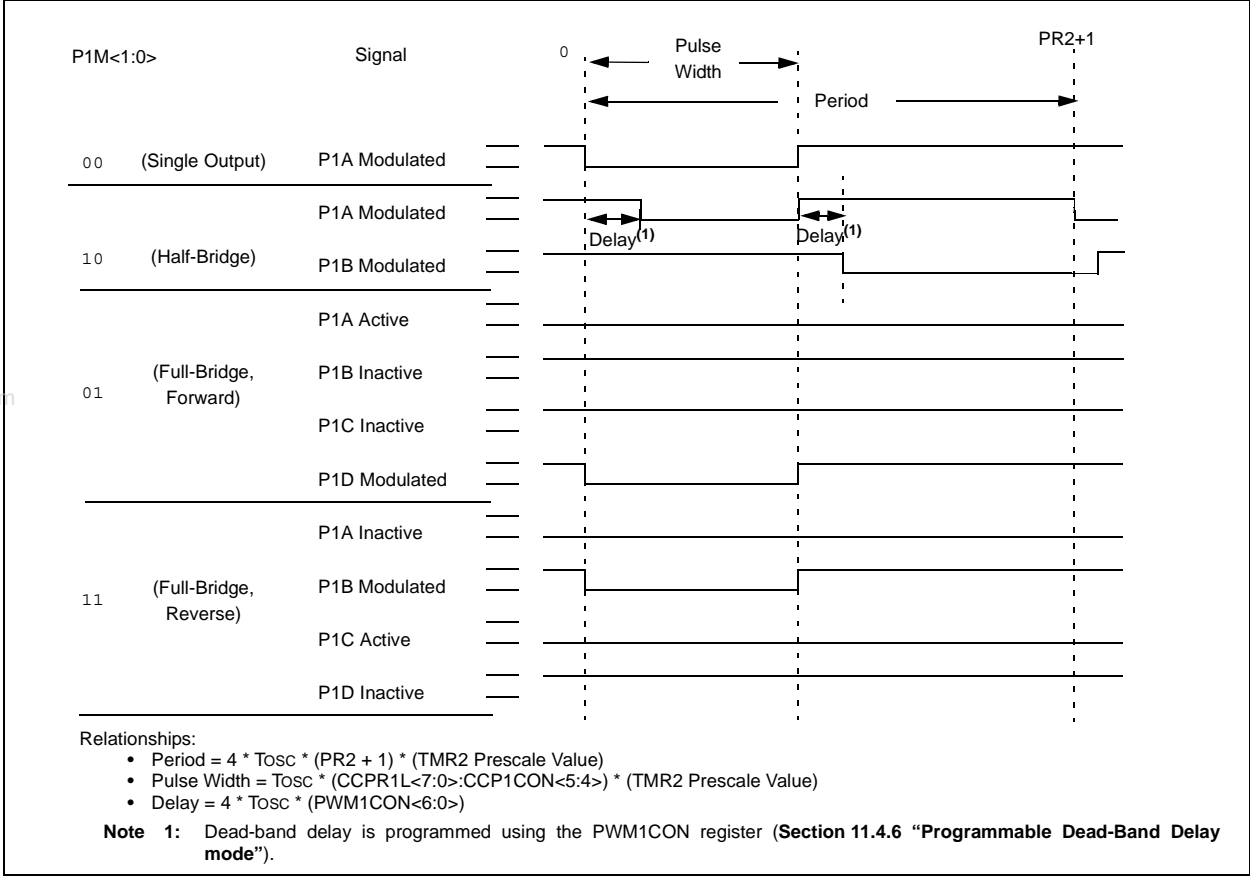 P1M<1:0> Signal 0 Pulse Width PR2+1
Period
00 (Single Output) P1A Modulated
P1A Modulated
Delay(1) Delay(1)
10 (Half-Bridge) P1B Modulated
P1A Active
01 (Full-Bridge, Forward) P1B Inactive
P1C Inactive
P1D Modulated
P1A Inactive
11 (Full-Bridge, Reverse) P1B Modulated
P1C Active
P1D Inactive
Relationships:
• Period = 4 * TOSC * (PR2 + 1) * (TMR2 Prescale Value)
• Pulse Width = TOSC * (CCPR1L<7:0>:CCP1CON<5:4>) * (TMR2 Prescale Value)
• Delay = 4 * TOSC * (PWM1CON<6:0>)
Note 1: Dead-band delay is programmed using the PWM1CON register (Section 11.4.6 “Programmable Dead-Band Delay
mode”).